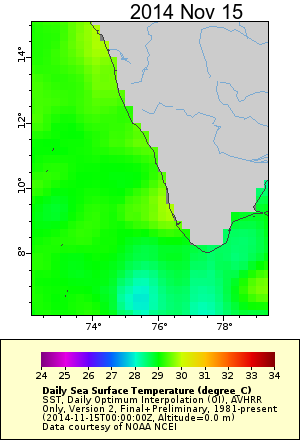 2014 Nov 15
14°
12°
10°
8°
74°
76°
78°
24 25 26 27 28 29 30 31 32 33 34
Daily Sea Surface Temperature (degree_C)
SST, Daily Optimum Interpolation (OI), AVHRR
Only, Version 2, Final+Preliminary, 1981-present
(2014-11-15T00:00:00Z, Altitude=0.0 m)
Data courtesy of NOAA NCEI